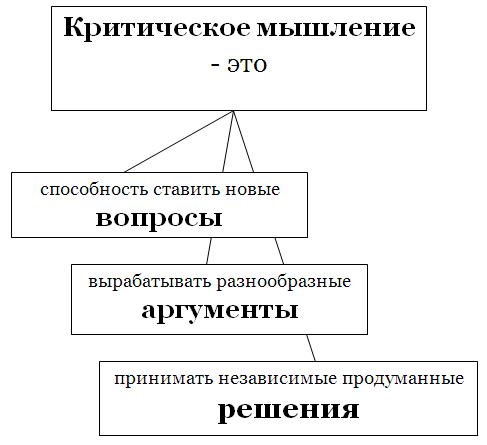 Критическое мышление
- это
способность ставить новые
вопросы
вырабатывать разнообразные
аргументы
принимать независимые продуманные
решения